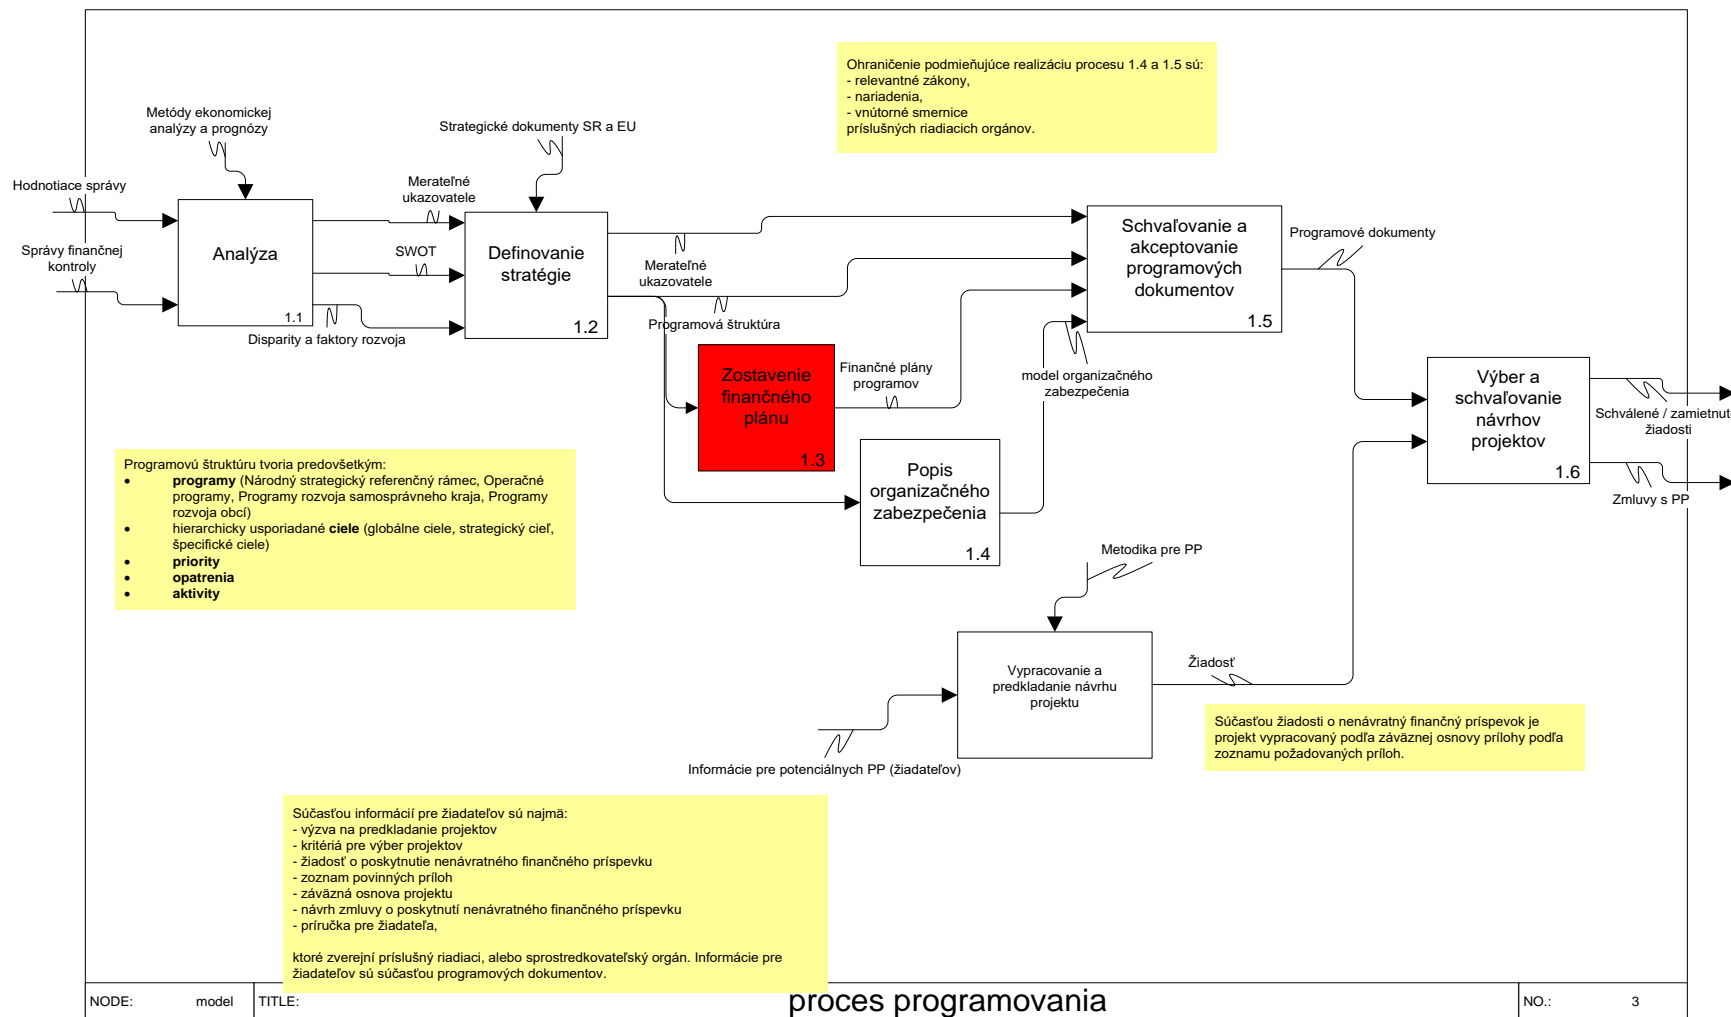 Ohraničenie podmieňujúce realizáciu procesu 1.4 a 1.5 sú:
- relevantné zákony,
- nariadenia,
- vnútorné smernice
príslušných riadiacich orgánov.
Metódy ekonomickej
analýzy a prognózy
Strategické dokumenty SR a EU
Hodnotiace správy
Správy finančnej
kontroly
Analýza
1.1
Merateľné
ukazovatele
SWOT
Disparity a faktory rozvoja
Definovanie
stratégie
1.2
Merateľné
ukazovatele
Programová štruktúra
Schvaľovanie a
akceptovanie
programových
dokumentov
1.5
Programové dokumenty
Zostavenie
finančného
plánu
1.3
Finančné plány
programov
model organizačného
zabezpečenia
Popis
organizačného
zabezpečenia
1.4
Výber a
schvaľovanie
návrhov
projektov
1.6
Schválené / zamietnuté
žiadosti
Zmluvy s PP
Programovú štruktúru tvoria predovšetkým:
• programy (Národný strategický referenčný rámec, Operačné
programy, Programy rozvoja samosprávneho kraja, Programy
rozvoja obcí)
• hierarchicky usporiadané ciele (globálne ciele, strategický cieľ,
špecifické ciele)
• priority
• opatrenia
• aktivity
Metodika pre PP
Vypracovanie a
predkladanie návrhu
projektu
Žiadosť
Informácie pre potenciálnych PP (žiadateľov)
Súčasťou žiadosti o nenávratný finančný príspevok je
projekt vypracovaný podľa záväznej osnovy prílohy podľa
zoznamu požadovaných príloh.
Súčasťou informácií pre žiadateľov sú najmä:
- výzva na predkladanie projektov
- kritériá pre výber projektov
- žiadosť o poskytnutie nenávratného finančného príspevku
- zoznam povinných príloh
- záväzná osnova projektu
- návrh zmluvy o poskytnutí nenávratného finančného príspevku
- príručka pre žiadateľa,
ktoré zverejní príslušný riadiaci, alebo sprostredkovateľský orgán. Informácie pre
žiadateľov sú súčasťou programových dokumentov.
NODE: model TITLE: proces programovania NO.: 3